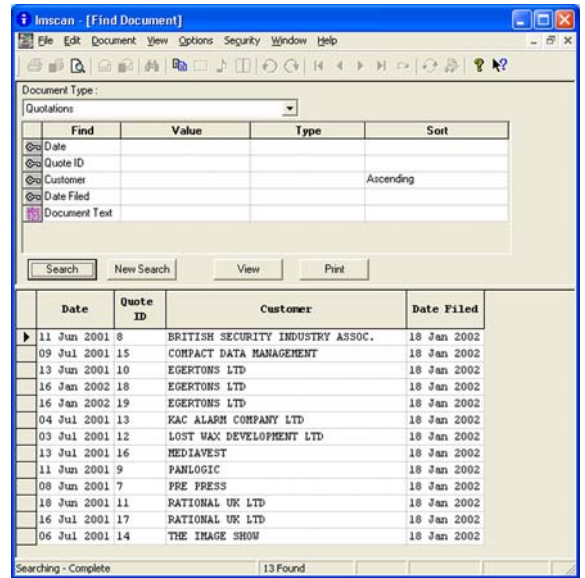 Imscan - [Find Document]
File Edit Document View Options Security Window Help
Document Type :
Quotations
Find Value Type Sort
Date
Quote ID
Customer Ascending
Date Filed
Document Text
Search New Search View Print
Date Quote ID Customer Date Filed
11 Jun 2001 8 BRITISH SECURITY INDUSTRY ASSOC. 18 Jan 2002
09 Jul 2001 15 COMPACT DATA MANAGEMENT 18 Jan 2002
13 Jun 2001 10 EGERTONS LTD 18 Jan 2002
16 Jan 2002 18 EGERTONS LTD 18 Jan 2002
16 Jan 2002 19 EGERTONS LTD 18 Jan 2002
04 Jul 2001 13 KAC ALARM COMPANY LTD 18 Jan 2002
03 Jul 2001 12 LOST WAX DEVELOPMENT LTD 18 Jan 2002
13 Jul 2001 16 MEDIAVEST 18 Jan 2002
11 Jun 2001 9 PANLOGIC 18 Jan 2002
08 Jun 2001 7 PRE PRESS 18 Jan 2002
18 Jun 2001 11 RATIONAL UK LTD 18 Jan 2002
16 Jul 2001 17 RATIONAL UK LTD 18 Jan 2002
06 Jul 2001 14 THE IMAGE SHOW 18 Jan 2002
Searching - Complete 13 Found